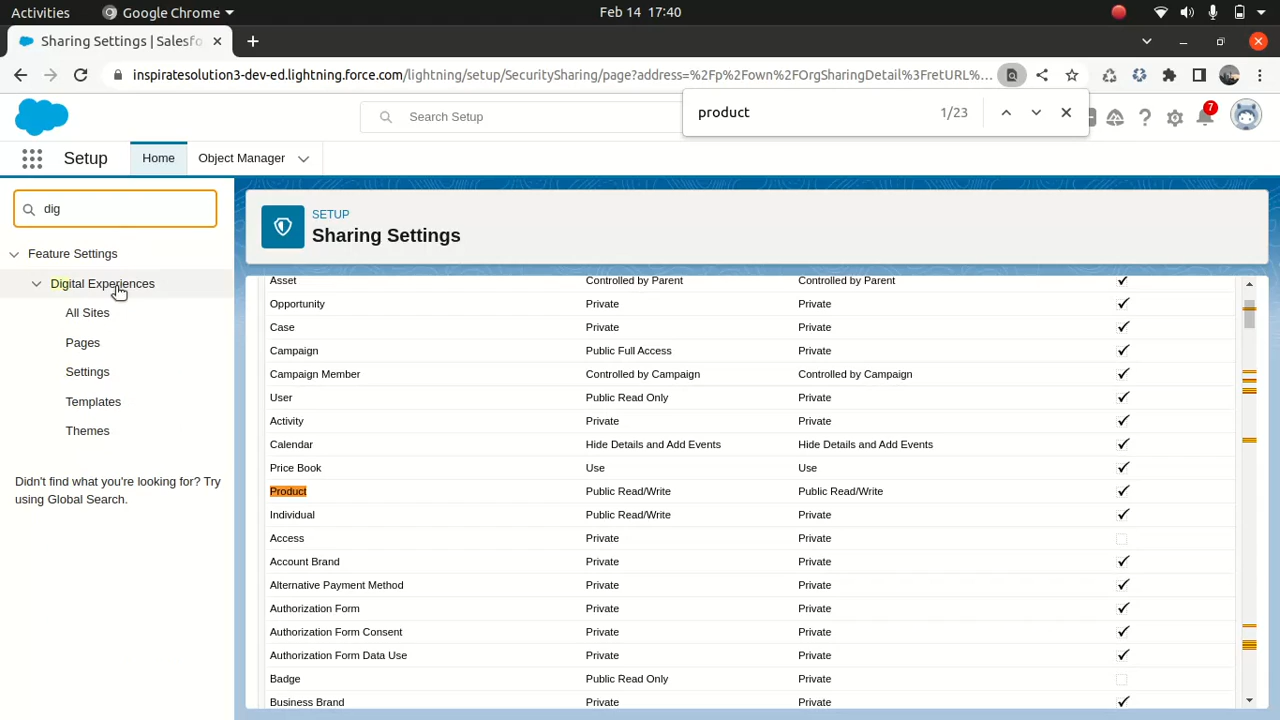 Activities
Google Chrome
Feb 14 17:40
Sharing Settings | Salesfo
inspiratesolution3-dev-ed.lightning.force.com/lightning/setup/SecuritySharing/page?address=%2Fp%2Fown%2FOrgSharingDetail%3FretURL%...
Search Setup
product
1/23
7
Setup
Home
Object Manager
dig
Feature Settings
Digital Experiences
All Sites
Pages
Settings
Templates
Themes
Didn't find what you're looking for? Try
using Global Search.
SETUP
Sharing Settings
Asset Controlled by Parent Controlled by Parent
Opportunity Private Private
Case Private Private
Campaign Public Full Access Private
Campaign Member Controlled by Campaign Controlled by Campaign
User Public Read Only Private
Activity Private Private
Calendar Hide Details and Add Events Hide Details and Add Events
Price Book Use Use
Product Public Read/Write Public Read/Write
Individual Public Read/Write Private
Access Private Private
Account Brand Private Private
Alternative Payment Method Private Private
Authorization Form Private Private
Authorization Form Consent Private Private
Authorization Form Data Use Private Private
Badge Public Read Only Private
Business Brand Private Private